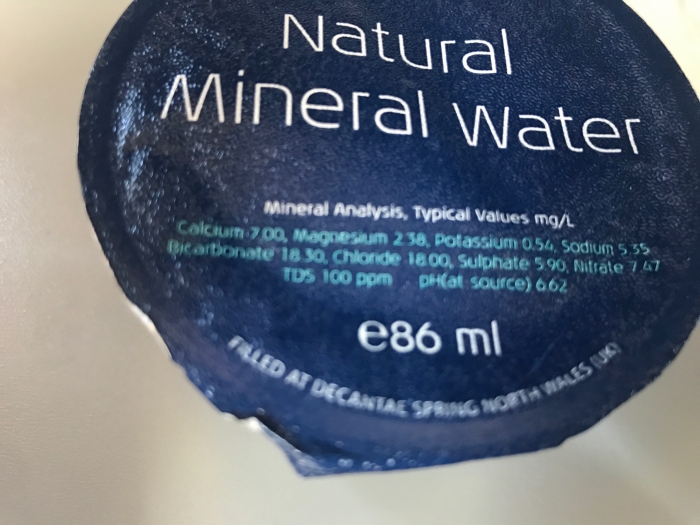 Natural
Mineral Water
Mineral Analysis, Typical Values mg/L
Calcium 7.00, Magnesium 2.38, Potassium 0.54, Sodium 5.35
Bicarbonate 18.30, Chloride 18.00, Sulphate 5.90, Nitrate 7.47
TDS 100 ppm pH(at source) 6.62
e86 ml
FILLED AT DECANTAE SPRING NORTH WALES (UK)